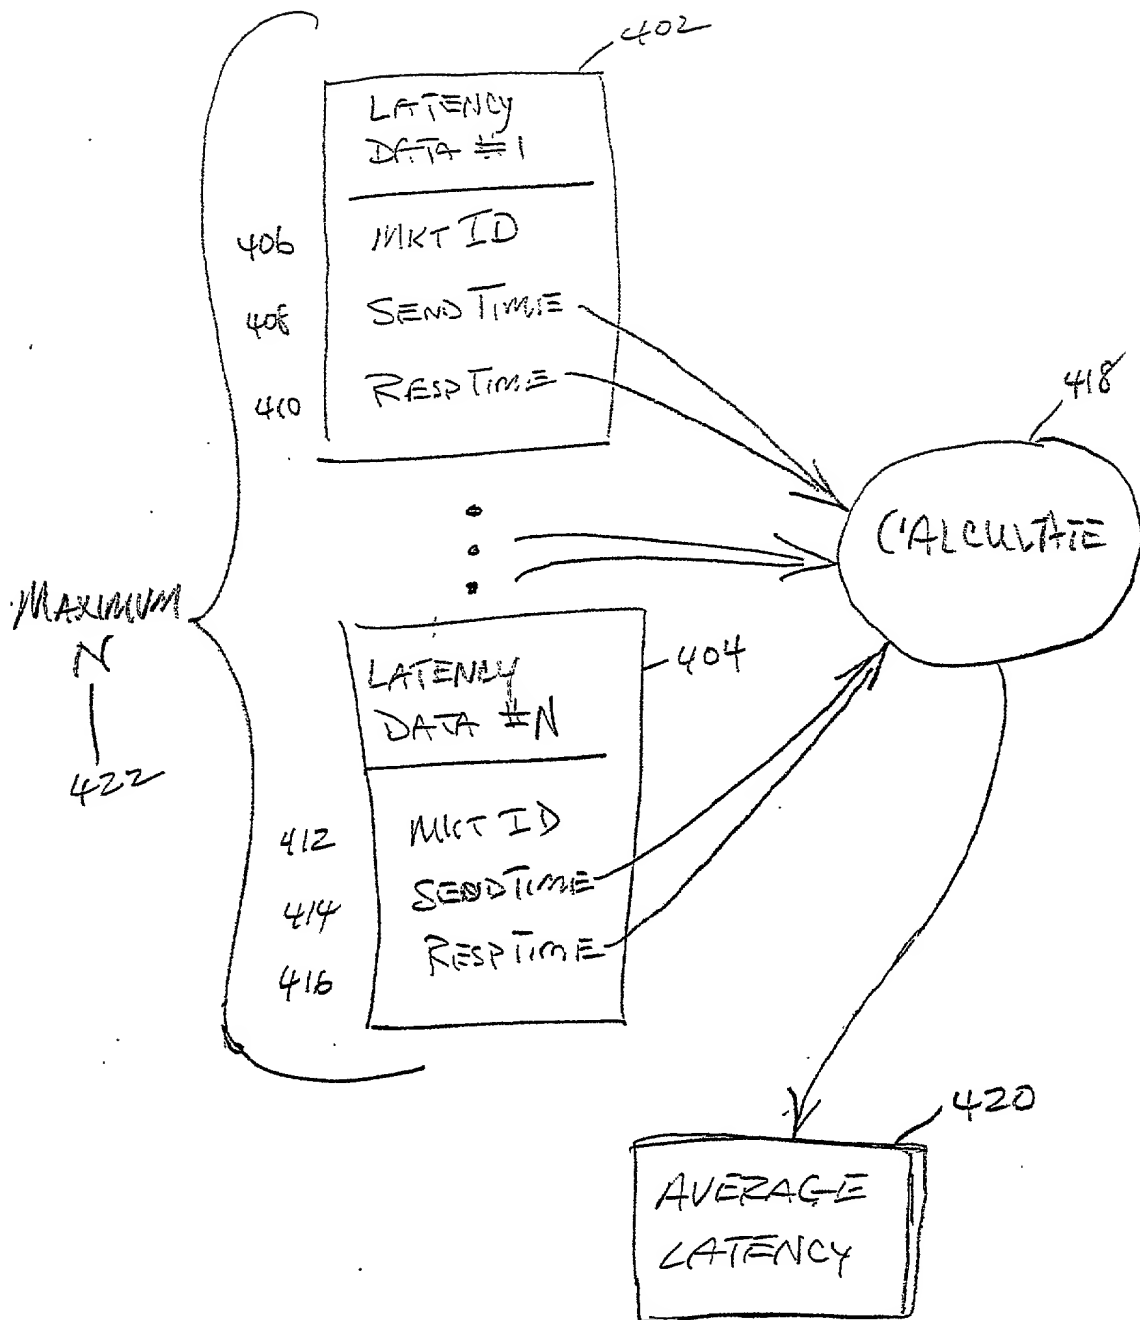 402
LATENCY
DATA #1
406 MKT ID
408 SEND TIME
410 RESP TIME
418
CALCULTATE
MAXIMUM
N
422
404
LATENCY
DATA #N
412 MKT ID
414 SEND TIME
416 RESP TIME
420
AVERAGE
LATENCY